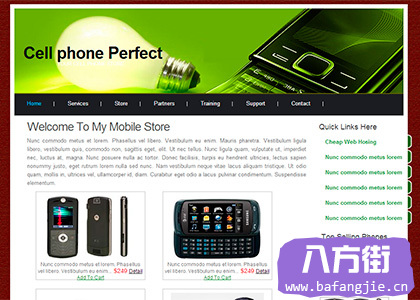 Cell phone Perfect
Home | Services | Store | Partners | Training | Support | Contact |
Welcome To My Mobile Store
Nunc commodo metus et lorem. Phasellus vel libero. Vestibulum eu enim. Mauris pharetra. Vestibulum ligula
libero, vestibulum quis, commodo non, sagittis eget, elit. Ut nec tellus. Nunc ligula quam, vulputate ut, imperdiet
nec, luctus at, magna. Nunc posuere nulla ac tortor. Donec facilisis, turpis eu hendrerit ultrices, lectus sapien
nonummy justo, eget rutrum lorem nulla sed nunc. Nam vestibulum neque vitae lacus aliquam tristique. Ut odio
quam, mollis in, ultrices vel, ullamcorper et, diam. Curabitur eget odio a lacus pulvinar condimentum. Suspendisse
elementum.
Nunc commodo metus et lorem. Phasellus
vel libero. Vestibulum eu enim... $249 Detail
Add To Cart
Nunc commodo metus et lorem. Phasellus
vel libero. Vestibulum eu enim... $249 Detail
Add To Cart
Quick Links Here
Cheap Web Hosing
Nunc commodo metus lorem
Nunc commodo metus lorem
Nunc commodo metus lorem
Nunc commodo metus lorem
Nunc commodo metus lorem
Top Selling Phones
八方街
www.bafangjie.cn